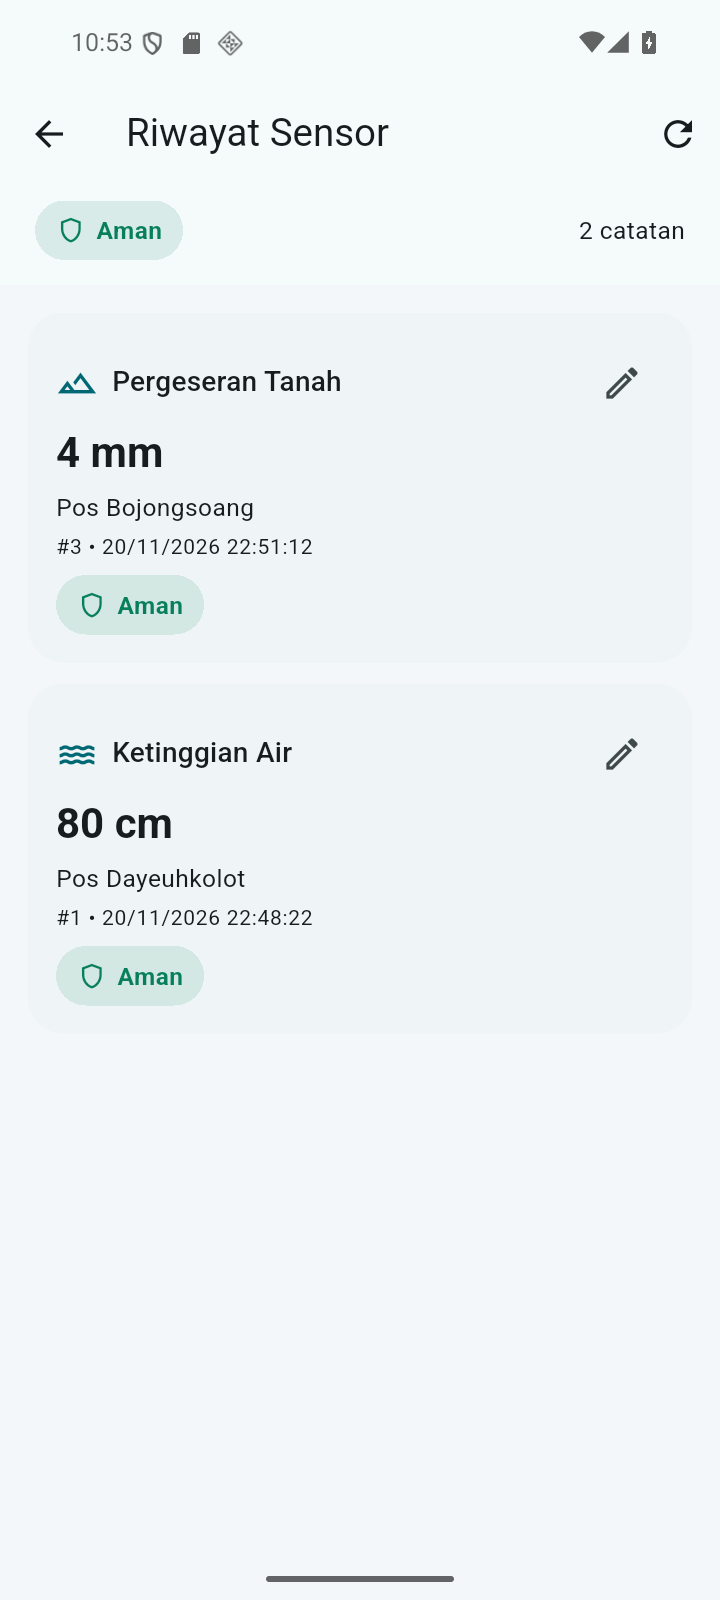 10:53
Riwayat Sensor
Aman
2 catatan
Pergeseran Tanah
4 mm
Pos Bojongsoang
#3 • 20/11/2026 22:51:12
Aman
Ketinggian Air
80 cm
Pos Dayeuhkolot
#1 • 20/11/2026 22:48:22
Aman